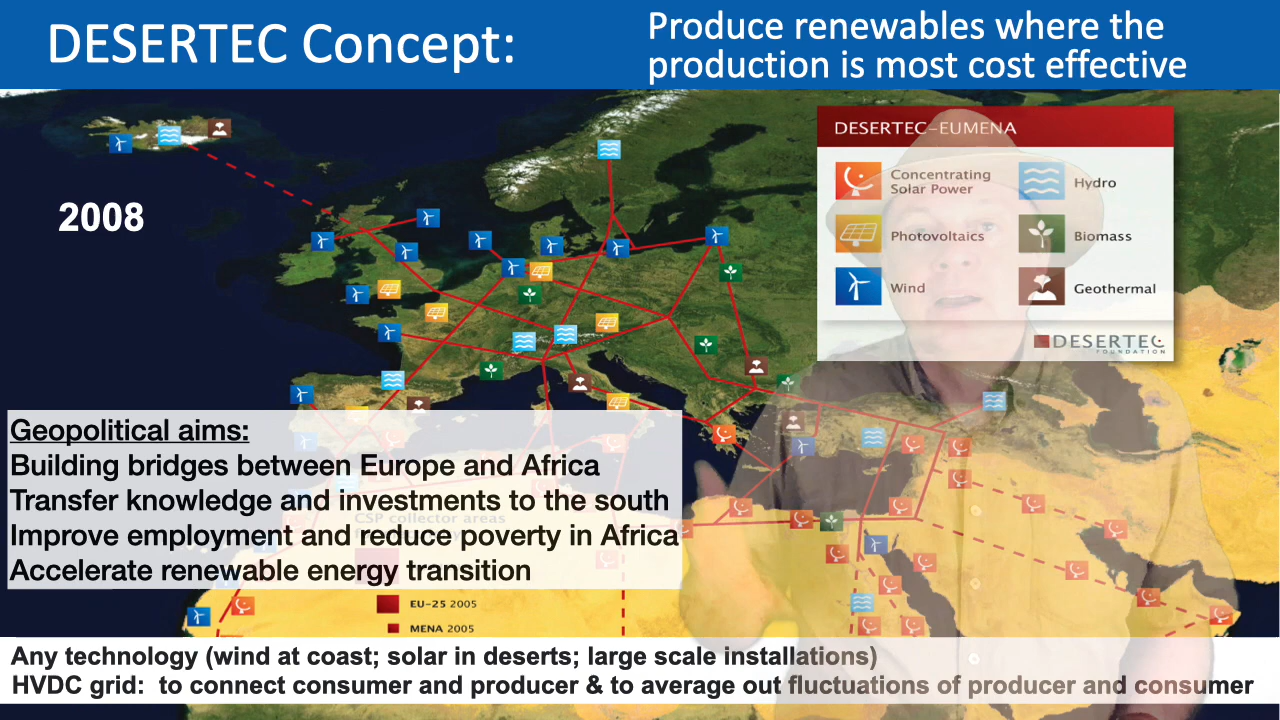 DESERTEC Concept:
Produce renewables where the
production is most cost effective
2008
DESERTEC-EUMENA
Concentrating
Solar Power
Hydro
Photovoltaics
Biomass
Wind
Geothermal
DESERTEC
FOUNDATION
Geopolitical aims:
Building bridges between Europe and Africa
Transfer knowledge and investments to the south
Improve employment and reduce poverty in Africa
Accelerate renewable energy transition
CSP collector areas
EU-25 2005
MENA 2005
Any technology (wind at coast; solar in deserts; large scale installations)
HVDC grid: to connect consumer and producer & to average out fluctuations of producer and consumer